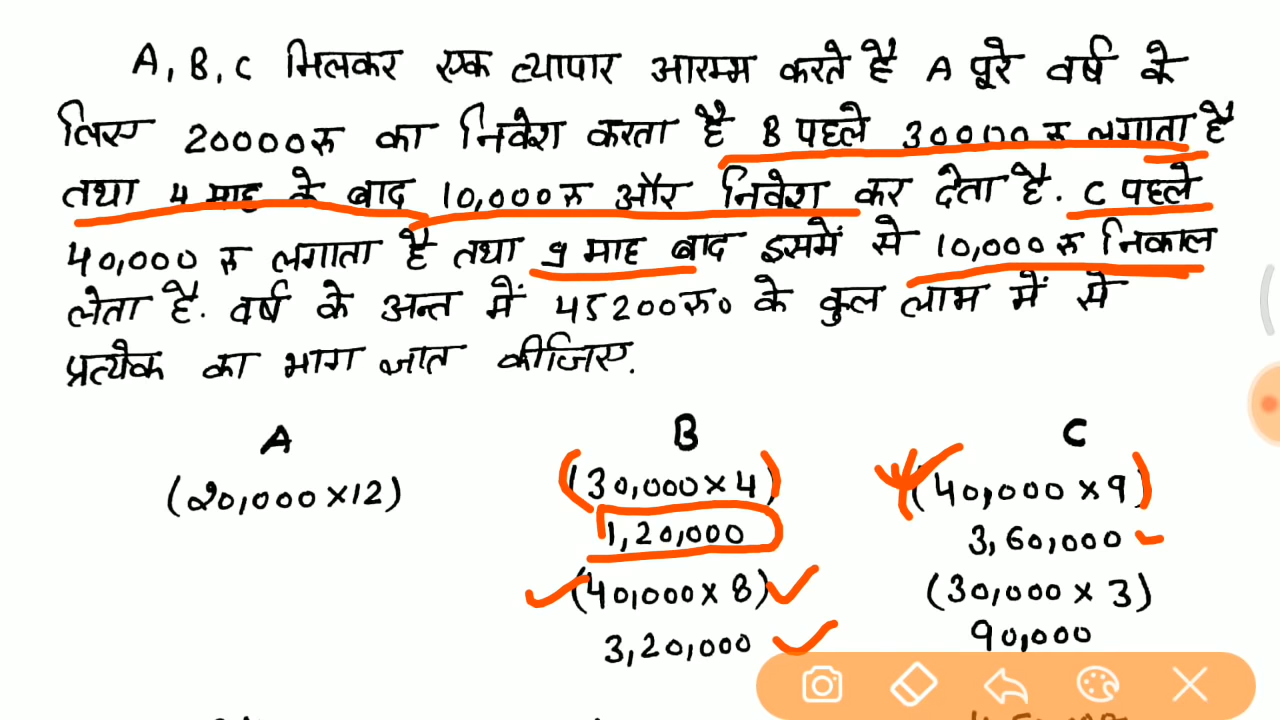 A, B, C मिलकर एक व्यापार आरम्भ करते है A पूरे वर्ष के
लिए 20000रु का निवेश करता है B पहले 30000 रु लगाता है
तथा 4 माह के बाद 10,000रु और निवेश कर देता है. C पहले
40,000 रु लगाता है तथा 9 माह बाद इसमें से 10,000रु निकाल
लेता है. वर्ष के अन्त में 45200रु० के कुल लाभ में से
प्रत्येक का भाग ज्ञात कीजिए.
A B C
(20,000×12) (30,000×4) (40,000×9)
1,20,000 3,60,000
(40,000×8) (30,000×3)
3,20,000 90,000